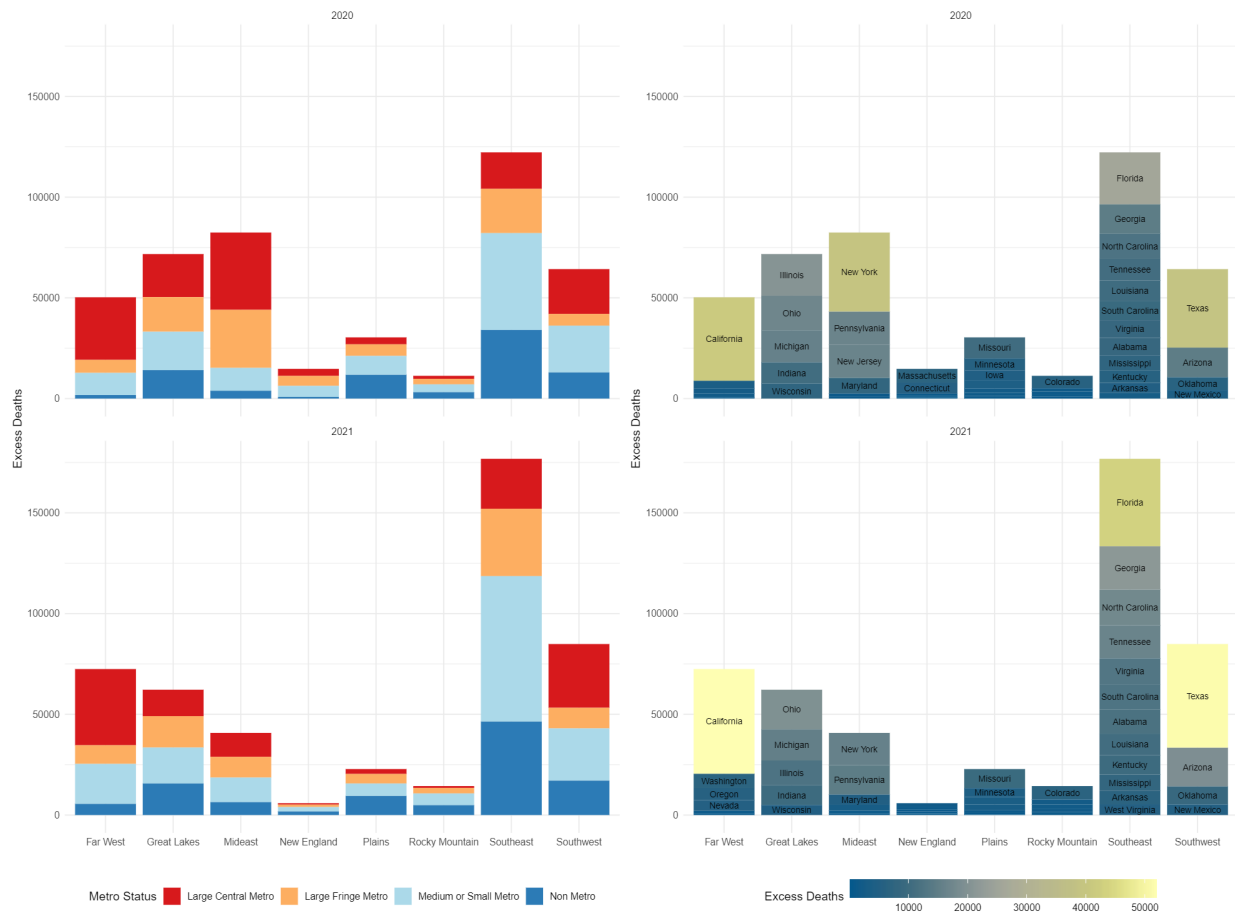 2020
150000
100000
50000
0
Excess Deaths
2021
150000
100000
50000
0
Far West
Great Lakes
Mideast
New England
Plains
Rocky Mountain
Southeast
Southwest
Metro Status
Large Central Metro
Large Fringe Metro
Medium or Small Metro
Non Metro
2020
150000
100000
50000
0
California
Illinois
Ohio
Michigan
Indiana
Wisconsin
New York
Pennsylvania
New Jersey
Maryland
Massachusetts
Connecticut
Missouri
Minnesota
Iowa
Colorado
Florida
Georgia
North Carolina
Tennessee
Louisiana
South Carolina
Virginia
Alabama
Mississippi
Kentucky
Arkansas
Texas
Arizona
Oklahoma
New Mexico
Excess Deaths
2021
150000
100000
50000
0
California
Washington
Oregon
Nevada
Ohio
Michigan
Illinois
Indiana
Wisconsin
New York
Pennsylvania
Maryland
Missouri
Minnesota
Colorado
Florida
Georgia
North Carolina
Tennessee
Virginia
South Carolina
Alabama
Louisiana
Kentucky
Mississippi
Arkansas
West Virginia
Texas
Arizona
Oklahoma
New Mexico
Far West
Great Lakes
Mideast
New England
Plains
Rocky Mountain
Southeast
Southwest
Excess Deaths
10000
20000
30000
40000
50000